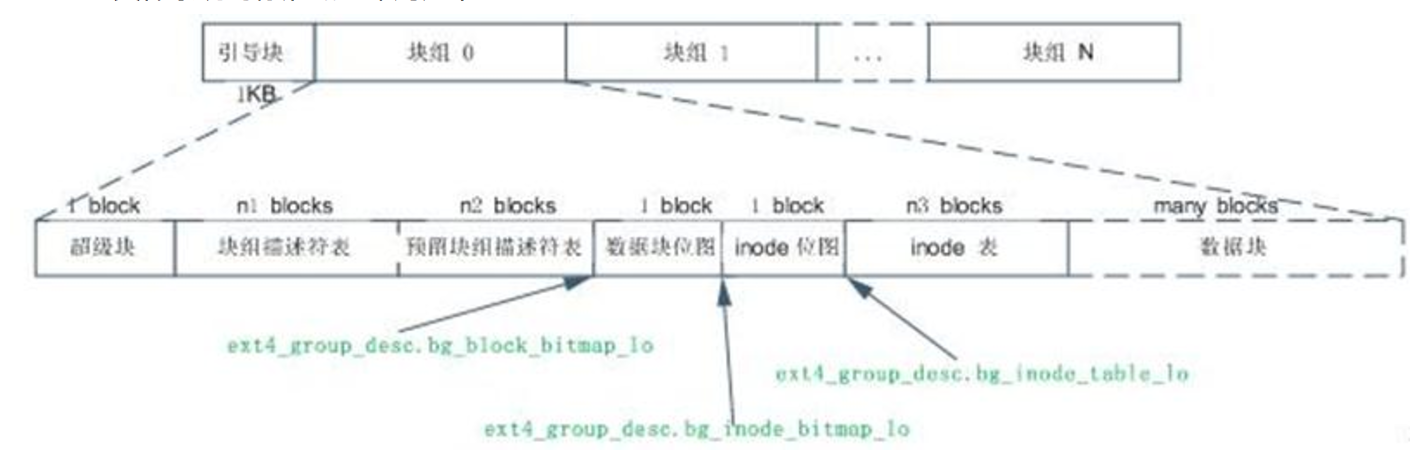 引导块
块组 0
块组 1
...
块组 N
1KB
1 block
n1 blocks
n2 blocks
1 block
1 block
n3 blocks
many blocks
超级块
块组描述符表
预留块组描述符表
数据块位图
inode 位图
inode 表
数据块
ext4_group_desc.bg_block_bitmap_lo
ext4_group_desc.bg_inode_table_lo
ext4_group_desc.bg_inode_bitmap_lo